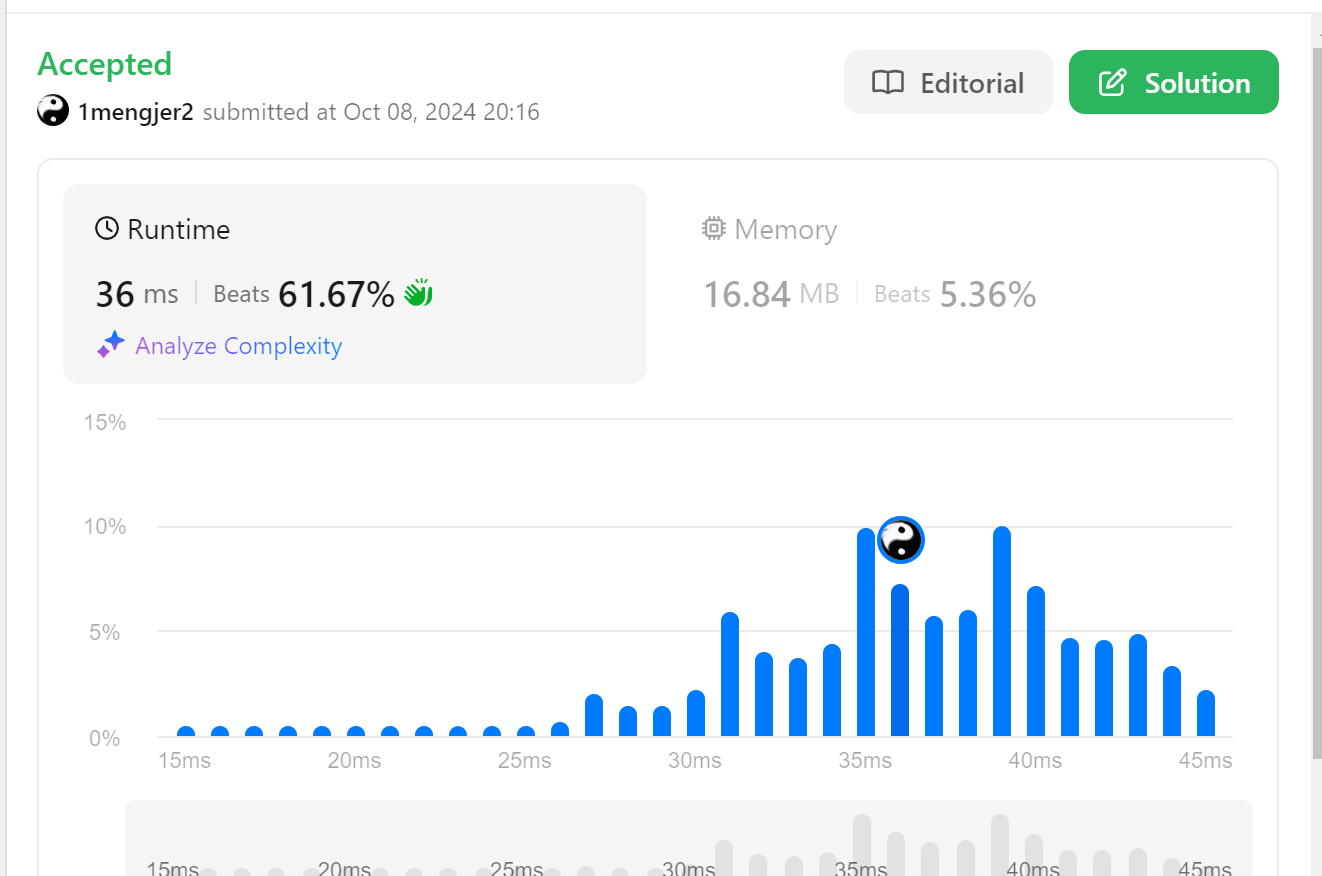 Accepted
Editorial
Solution
1mengjer2 submitted at Oct 08, 2024 20:16
Runtime
36 ms Beats 61.67%
Analyze Complexity
Memory
16.84 MB Beats 5.36%
15%
10%
5%
0%
15ms 20ms 25ms 30ms 35ms 40ms 45ms
15ms 20ms 25ms 30ms 35ms 40ms 45ms